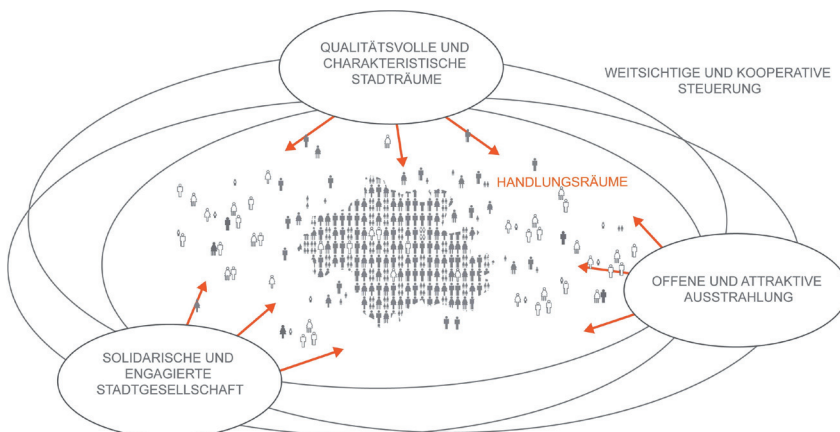 QUALITÄTSVOLLE UND
CHARAKTERISTISCHE
STADTRÄUME
WEITSICHTIGE UND KOOPERATIVE
STEUERUNG
HANDLUNGSRÄUME
OFFENE UND ATTRAKTIVE
AUSSTRAHLUNG
SOLIDARISCHE UND
ENGAGIERTE
STADTGESELLSCHAFT